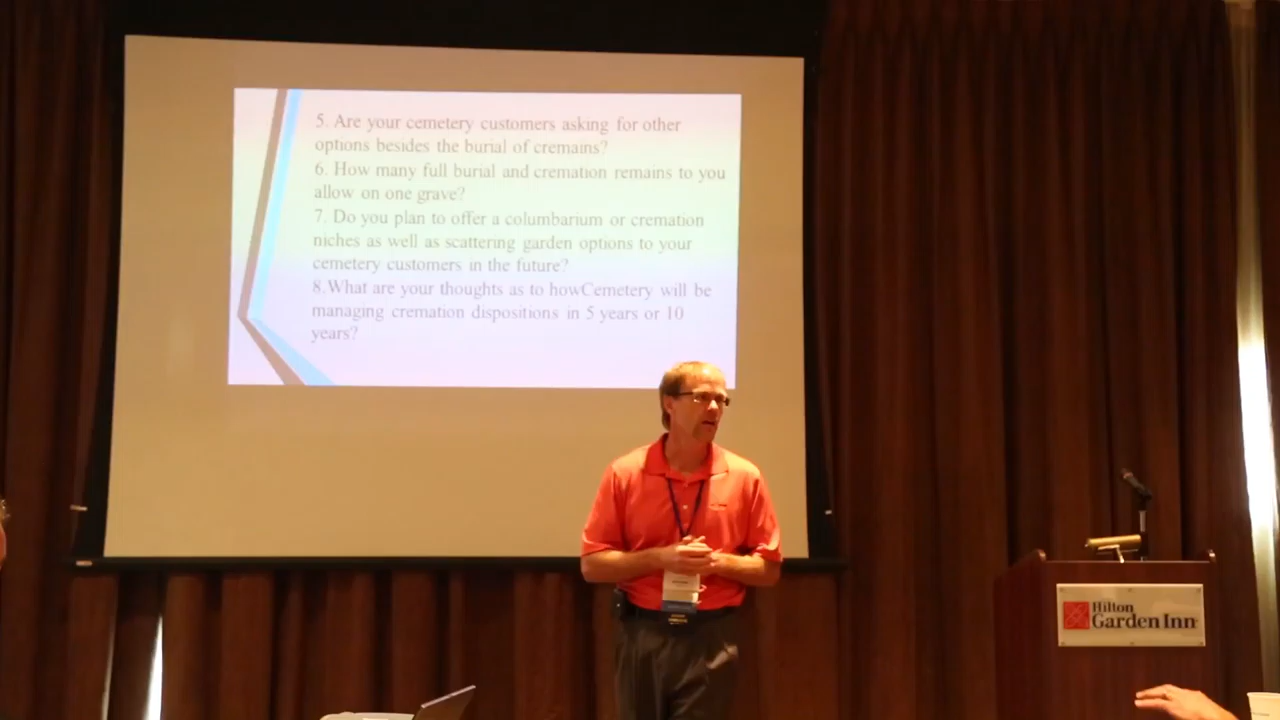 5. Are your cemetery customers asking for other
options besides the burial of cremains?
6. How many full burial and cremation remains to you
allow on one grave?
7. Do you plan to offer a columbarium or cremation
niches as well as scattering garden options to your
cemetery customers in the future?
8.What are your thoughts as to howCemetery will be
managing cremation dispositions in 5 years or 10
years?
Hilton
Garden Inn